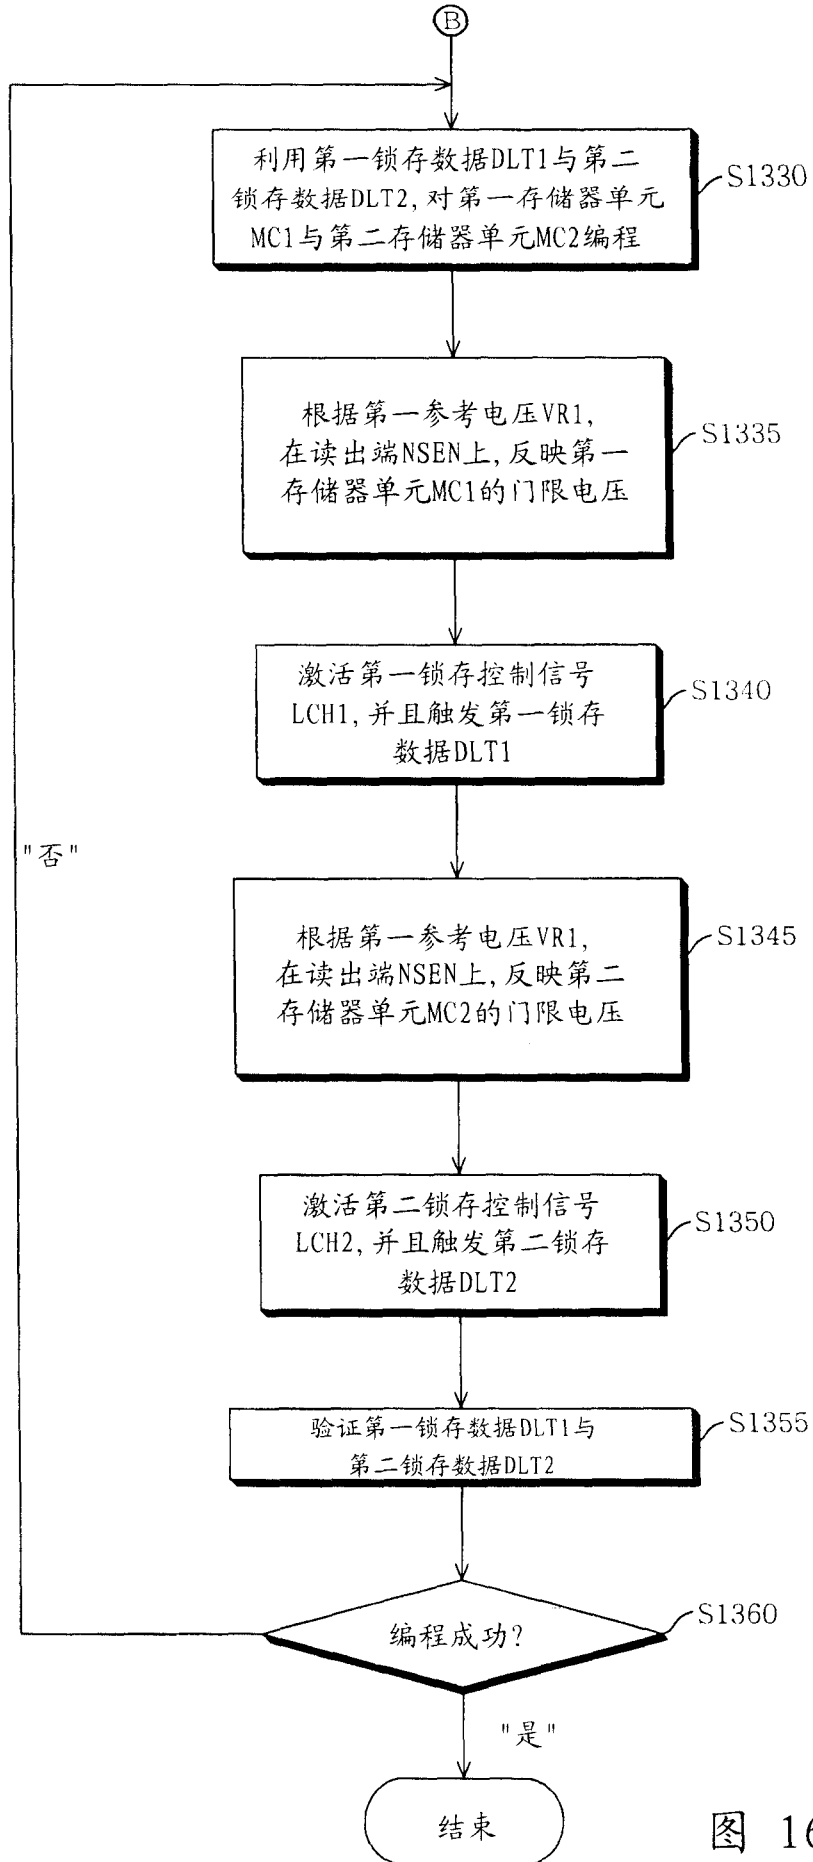 B
利用第一锁存数据DLT1与第二
锁存数据DLT2,对第一存储器单元
MC1与第二存储器单元MC2编程
S1330
根据第一参考电压VR1,
在读出端NSEN上,反映第一
存储器单元MC1的门限电压
S1335
激活第一锁存控制信号
LCH1,并且触发第一锁存
数据DLT1
S1340
"否"
根据第一参考电压VR1,
在读出端NSEN上,反映第二
存储器单元MC2的门限电压
S1345
激活第二锁存控制信号
LCH2,并且触发第二锁存
数据DLT2
S1350
验证第一锁存数据DLT1与
第二锁存数据DLT2
S1355
编程成功?
S1360
"是"
结束
图 16